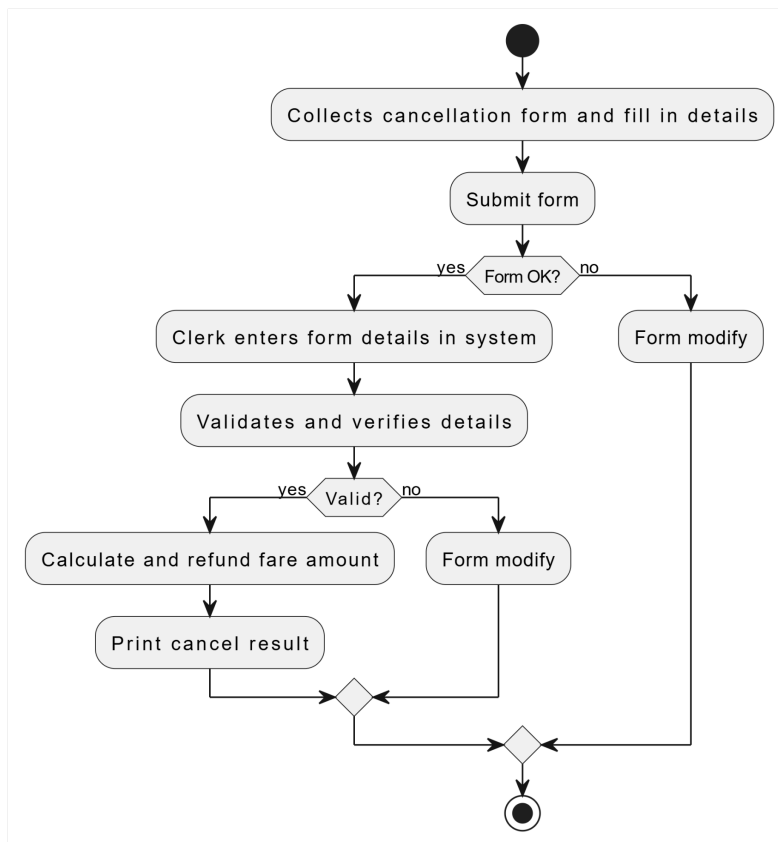 Collects cancellation form and fill in details
Submit form
yes
Form OK?
no
Clerk enters form details in system
Form modify
Validates and verifies details
yes
Valid?
no
Calculate and refund fare amount
Form modify
Print cancel result